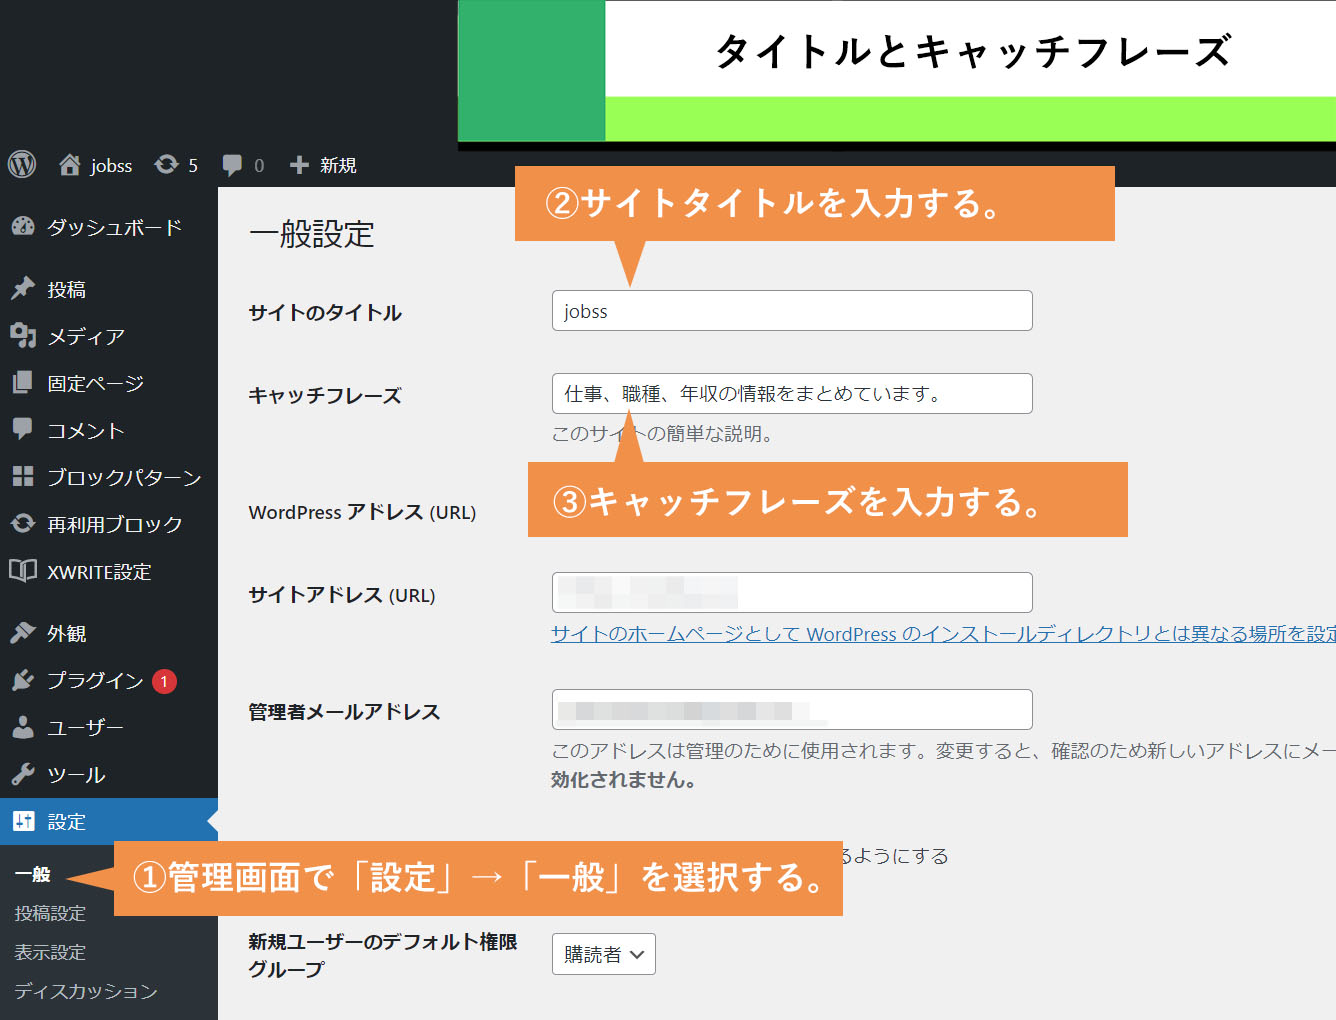 タイトルとキャッチフレーズ
jobss 5 0 新規
②サイトタイトルを入力する。
ダッシュボード
投稿
メディア
固定ページ
コメント
ブロックパターン
再利用ブロック
XWRITE設定
外観
プラグイン 1
ユーザー
ツール
設定
一般
投稿設定
表示設定
ディスカッション
一般設定
サイトのタイトル
jobss
キャッチフレーズ
仕事、職種、年収の情報をまとめています。
このサイトの簡単な説明。
③キャッチフレーズを入力する。
WordPress アドレス (URL)
サイトアドレス (URL)
サイトのホームページとして WordPress のインストールディレクトリとは異なる場所を設定
管理者メールアドレス
このアドレスは管理のために使用されます。変更すると、確認のため新しいアドレスにメー
効化されません。
るようにする
①管理画面で「設定」→「一般」を選択する。
新規ユーザーのデフォルト権限
グループ
購読者